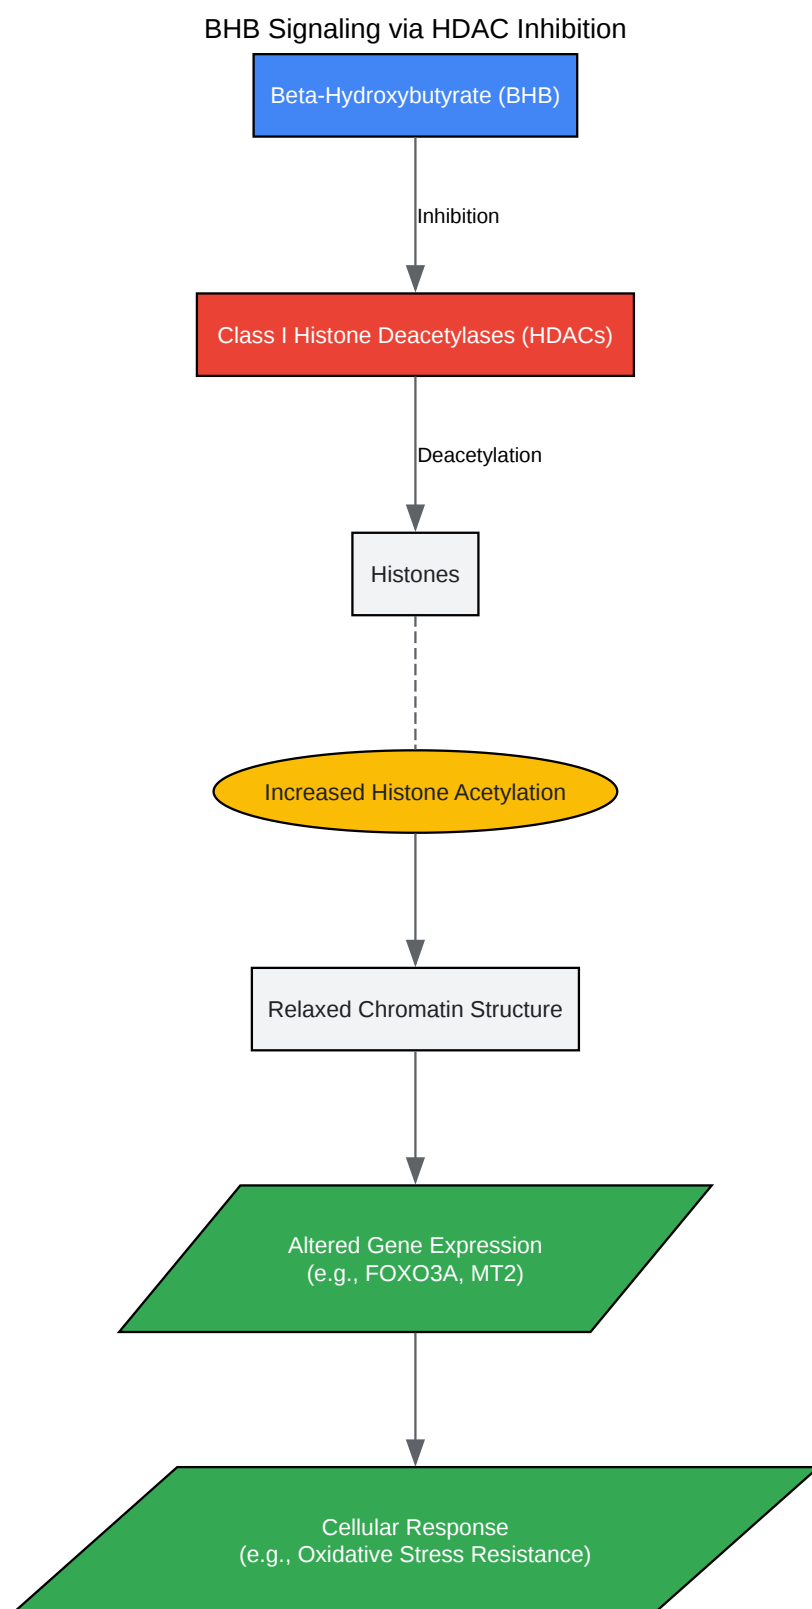 BHB Signaling via HDAC Inhibition
Beta-Hydroxybutyrate (BHB)
Inhibition
Class I Histone Deacetylases (HDACs)
Deacetylation
Histones
Increased Histone Acetylation
Relaxed Chromatin Structure
Altered Gene Expression
(e.g., FOXO3A, MT2)
Cellular Response
(e.g., Oxidative Stress Resistance)